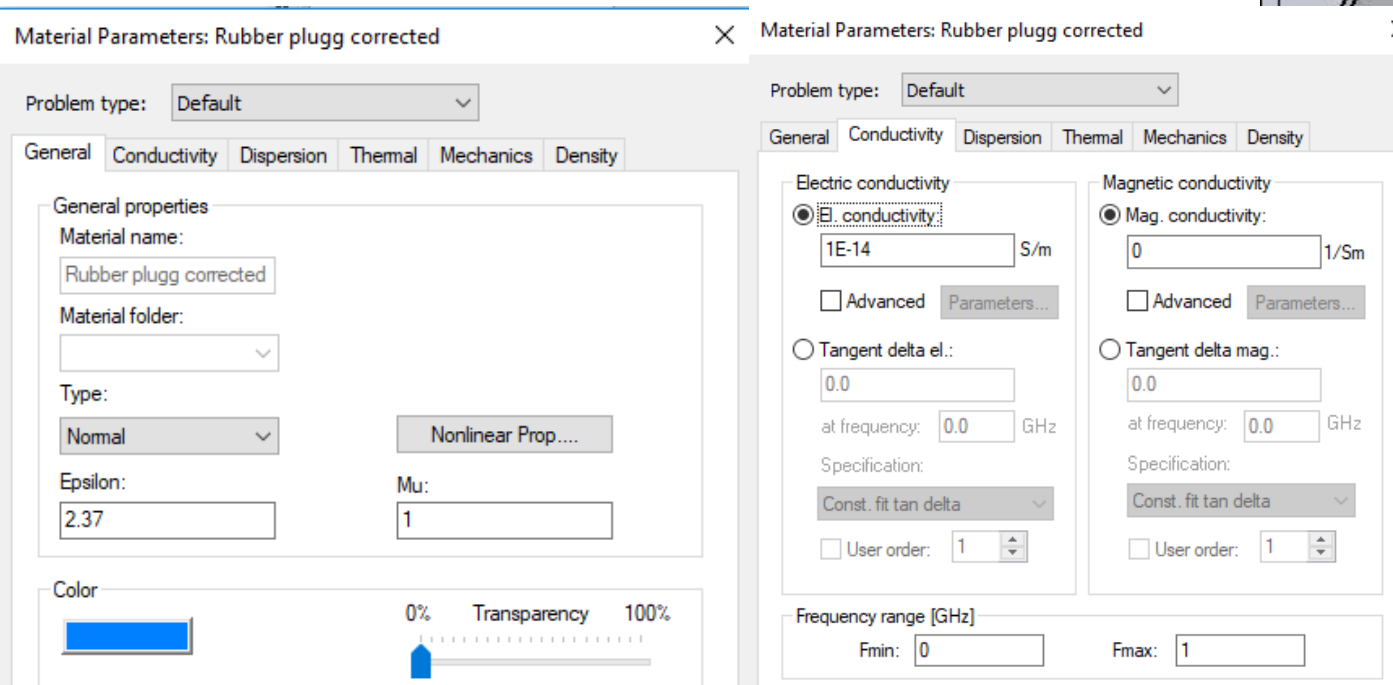 Material Parameters: Rubber plugg corrected
Problem type: Default
General Conductivity Dispersion Thermal Mechanics Density
General properties
Material name:
Rubber plugg corrected
Material folder:
Type:
Normal Nonlinear Prop....
Epsilon: Mu:
2.37 1
Color
0% Transparency 100%
Material Parameters: Rubber plugg corrected
Problem type: Default
General Conductivity Dispersion Thermal Mechanics Density
Electric conductivity Magnetic conductivity
El. conductivity: Mag. conductivity:
1E-14 S/m 0 1/Sm
Advanced Parameters... Advanced Parameters...
Tangent delta el.: Tangent delta mag.:
0.0 0.0
at frequency: 0.0 GHz at frequency: 0.0 GHz
Specification: Specification:
Const. fit tan delta Const. fit tan delta
User order: 1 User order: 1
Frequency range [GHz]
Fmin: 0 Fmax: 1